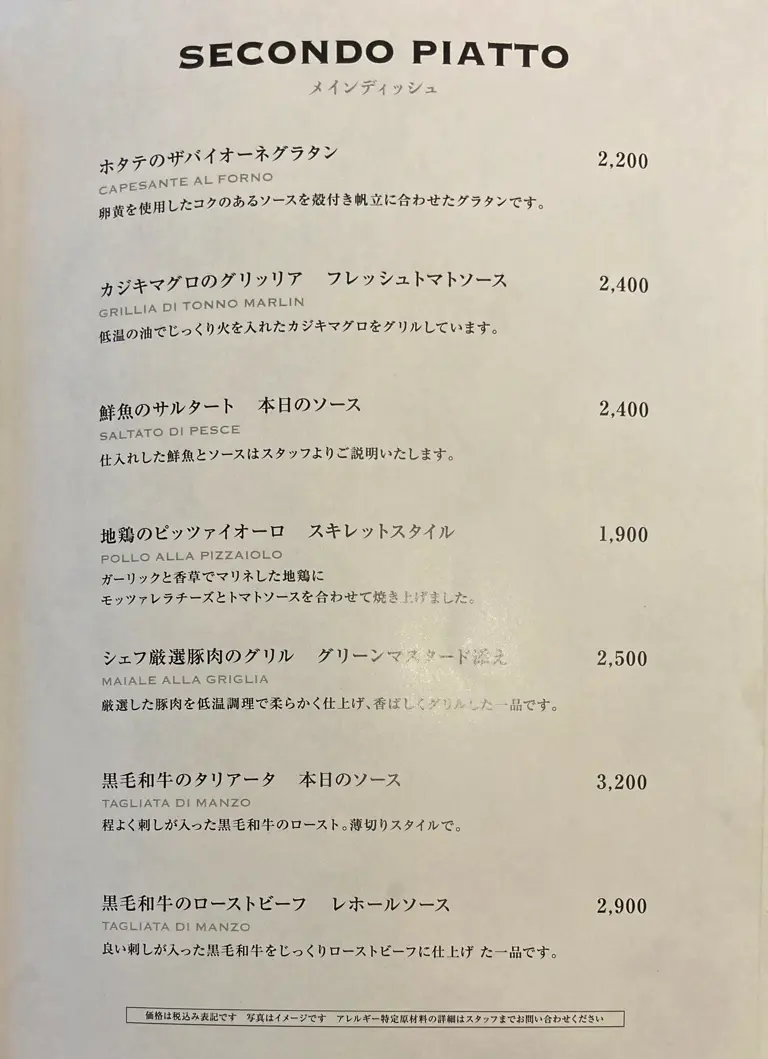 SECONDO PIATTO
メインディッシュ
ホタテのザバイオーネグラタン 2,200
CAPESANTE AL FORNO
卵黄を使用したコクのあるソースを殻付き帆立に合わせたグラタンです。
カジキマグロのグリッリア フレッシュトマトソース 2,400
GRILLIA DI TONNO MARLIN
低温の油でじっくり火を入れたカジキマグロをグリルしています。
鮮魚のサルタート 本日のソース 2,400
SALTATO DI PESCE
仕入れした鮮魚とソースはスタッフよりご説明いたします。
地鶏のピッツァイオーロ スキレットスタイル 1,900
POLLO ALLA PIZZAIOLO
ガーリックと香草でマリネした地鶏に
モッツァレラチーズとトマトソースを合わせて焼き上げました。
シェフ厳選豚肉のグリル グリーンマスタード添え 2,500
MAIALE ALLA GRIGLIA
厳選した豚肉を低温調理で柔らかく仕上げ、香ばしくグリルした一品です。
黒毛和牛のタリアータ 本日のソース 3,200
TAGLIATA DI MANZO
程よく刺しが入った黒毛和牛のロースト。薄切りスタイルで。
黒毛和牛のローストビーフ レホールソース 2,900
TAGLIATA DI MANZO
良い刺しが入った黒毛和牛をじっくりローストビーフに仕上げ た一品です。
価格は税込み表記です 写真はイメージです アレルギー特定原材料の詳細はスタッフまでお問い合わせください